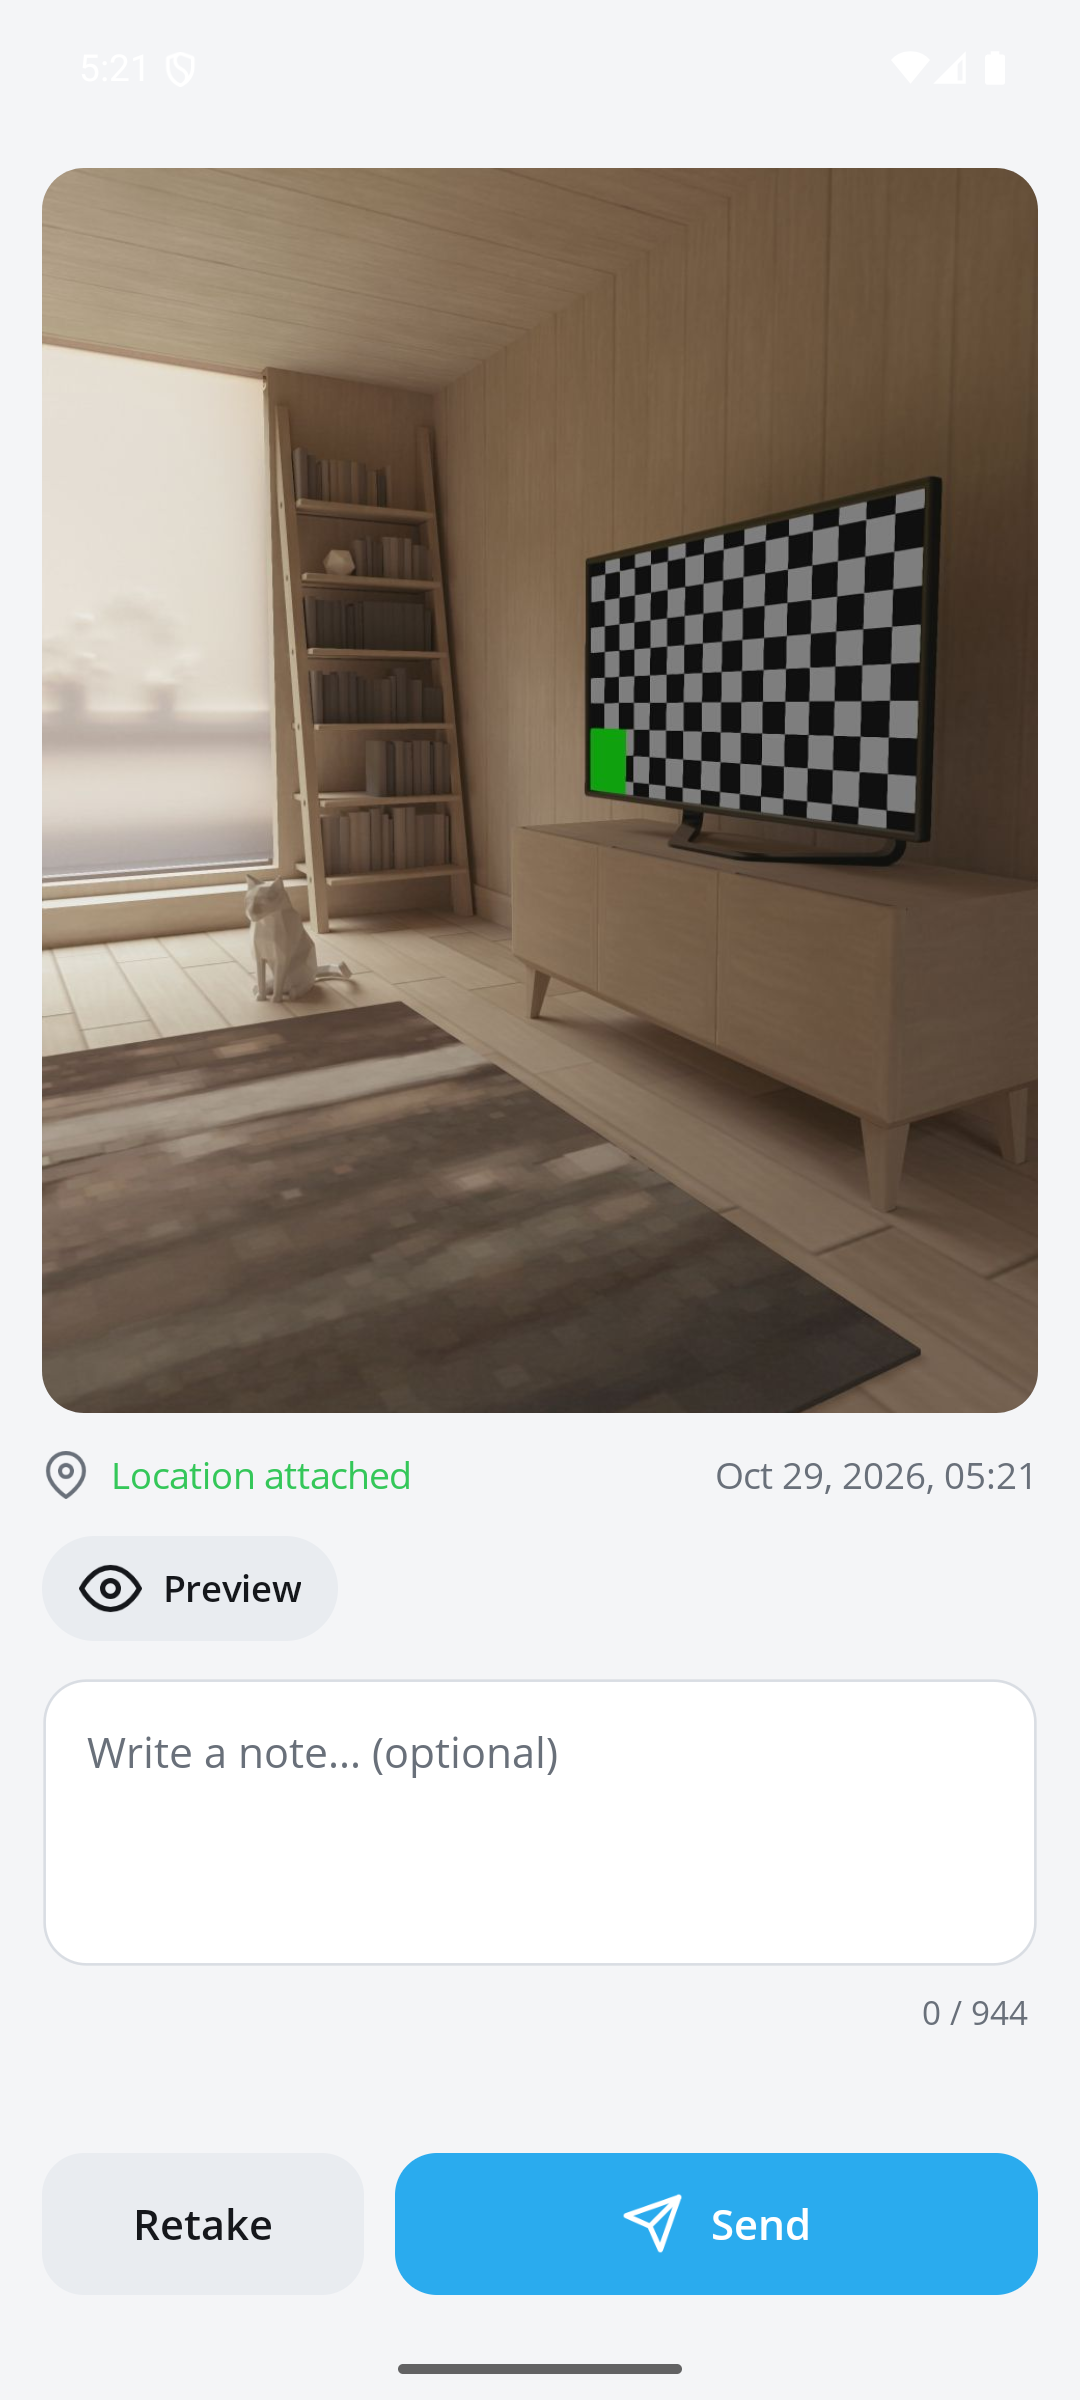 5:21
Location attached
Oct 29, 2026, 05:21
Preview
Write a note... (optional)
0 / 944
Retake
Send